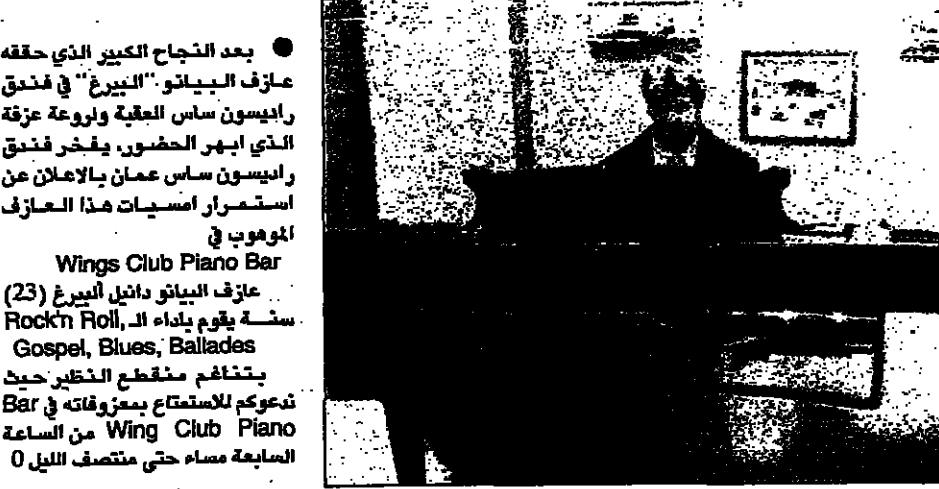 ● بعد النجاح الكبير الذي حققه
عازف البيانو "البيرغ" في فندق
راديسون ساس العقبة ولروعة عزفة
الذي ابهر الحضور، يفخر فندق
راديسون ساس عمان بالاعلان عن
استمرار امسيات هذا العازف
الموهوب في
Wings Club Piano Bar
عازف البيانو دانيل ألبيرغ (23)
سنة يقوم باداء الـ Rock'n Roll,
Gospel, Blues, Ballades
بتناغم منقطع النظير حيث
ندعوكم للاستمتاع بمعزوفاته في Bar
Wing Club Piano من الساعة
السابعة مساء حتى منتصف الليل 0